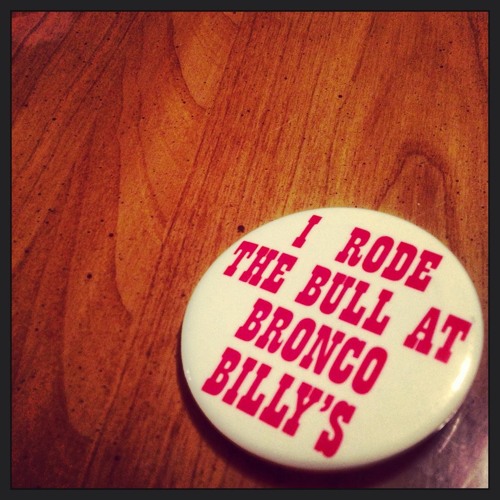 I RODE
THE BULL AT
BRONCO
BILLY'S